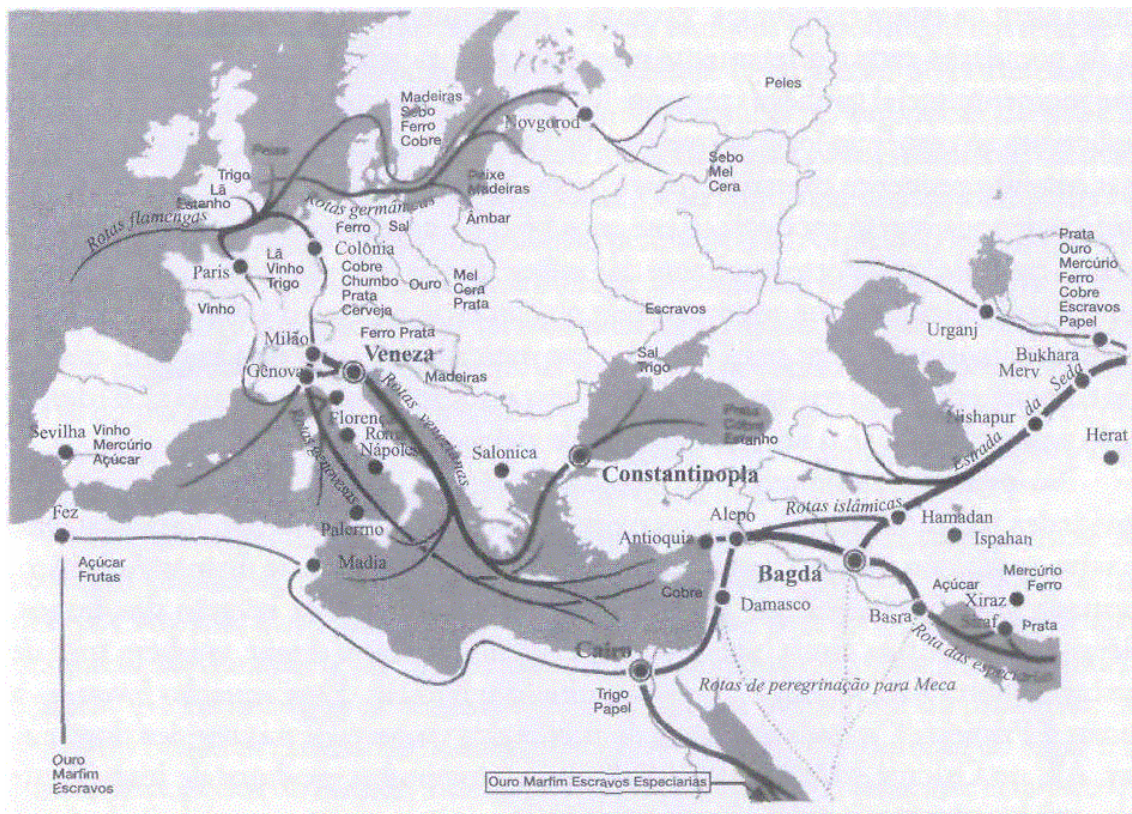 Peles
Madeiras
Sebo
Ferro
Cobre
Novgorod
Sebo
Mel
Cera
Trigo
Lã
Estanho
Peixe
Madeiras
Âmbar
Rotas flamengas
Rotas germânicas
Ferro
Sal
Colônia
Cobre
Chumbo
Prata
Cerveja
Ouro
Mel
Cera
Prata
Paris
Lã
Vinho
Trigo
Vinho
Prata
Ouro
Mercúrio
Ferro
Cobre
Escravos
Papel
Escravos
Urganj
Bukhara
Merv
Milão
Ferro Prata
Veneza
Gênova
Madeiras
Sal
Trigo
Florença
Roma
Nápoles
Rotas venezianas
Rotas genovesas
Prata
Cobre
Estanho
Nishapur
Estrada da Seda
Herat
Sevilha
Vinho
Mercúrio
Açúcar
Salonica
Constantinopla
Fez
Palermo
Antioquia
Alepo
Rotas islâmicas
Hamadan
Ispahan
Açúcar
Frutas
Madia
Bagdá
Cobre
Damasco
Açúcar
Mercúrio
Ferro
Xiraz
Basra
Siraf
Prata
Rota das especiarias
Cairo
Trigo
Papel
Rotas de peregrinação para Meca
Ouro
Marfim
Escravos
Ouro Marfim Escravos Especiarias